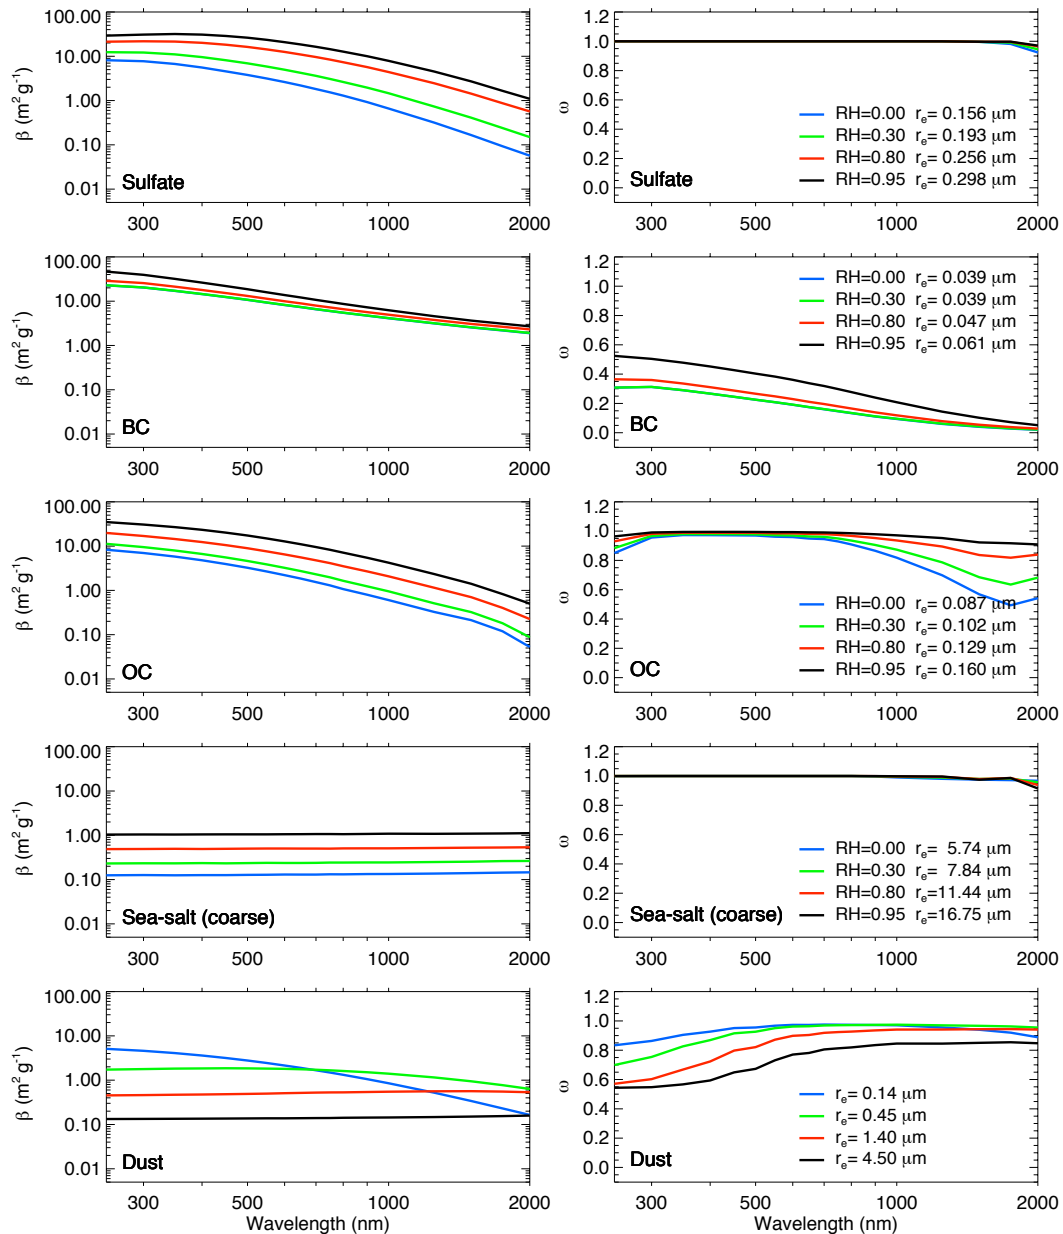 100.00
10.00
1.00
0.10
0.01
β (m² g⁻¹)
Sulfate
300 500 1000 2000
1.2
1.0
0.8
0.6
0.4
0.2
0.0
ω
RH=0.00 rₑ= 0.156 μm
RH=0.30 rₑ= 0.193 μm
RH=0.80 rₑ= 0.256 μm
RH=0.95 rₑ= 0.298 μm
Sulfate
300 500 1000 2000
100.00
10.00
1.00
0.10
0.01
β (m² g⁻¹)
BC
300 500 1000 2000
1.2
1.0
0.8
0.6
0.4
0.2
0.0
ω
RH=0.00 rₑ= 0.039 μm
RH=0.30 rₑ= 0.039 μm
RH=0.80 rₑ= 0.047 μm
RH=0.95 rₑ= 0.061 μm
BC
300 500 1000 2000
100.00
10.00
1.00
0.10
0.01
β (m² g⁻¹)
OC
300 500 1000 2000
1.2
1.0
0.8
0.6
0.4
0.2
0.0
ω
RH=0.00 rₑ= 0.087 μm
RH=0.30 rₑ= 0.102 μm
RH=0.80 rₑ= 0.129 μm
RH=0.95 rₑ= 0.160 μm
OC
300 500 1000 2000
100.00
10.00
1.00
0.10
0.01
β (m² g⁻¹)
Sea-salt (coarse)
300 500 1000 2000
1.2
1.0
0.8
0.6
0.4
0.2
0.0
ω
RH=0.00 rₑ= 5.74 μm
RH=0.30 rₑ= 7.84 μm
RH=0.80 rₑ=11.44 μm
RH=0.95 rₑ=16.75 μm
Sea-salt (coarse)
300 500 1000 2000
100.00
10.00
1.00
0.10
0.01
β (m² g⁻¹)
Dust
300 500 1000 2000
Wavelength (nm)
1.2
1.0
0.8
0.6
0.4
0.2
0.0
ω
rₑ= 0.14 μm
rₑ= 0.45 μm
rₑ= 1.40 μm
rₑ= 4.50 μm
Dust
300 500 1000 2000
Wavelength (nm)